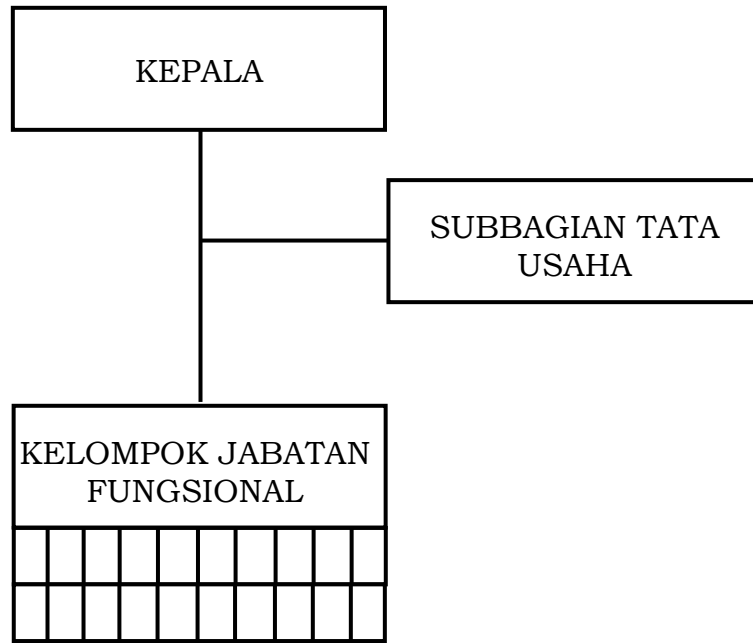 KEPALA
SUBBAGIAN TATA
USAHA
KELOMPOK JABATAN
FUNGSIONAL